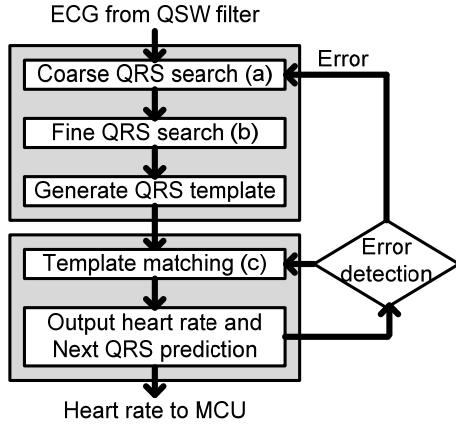 ECG from QSW filter
Coarse QRS search (a)
Error
Fine QRS search (b)
Generate QRS template
Template matching (c)
Error
detection
Output heart rate and
Next QRS prediction
Heart rate to MCU